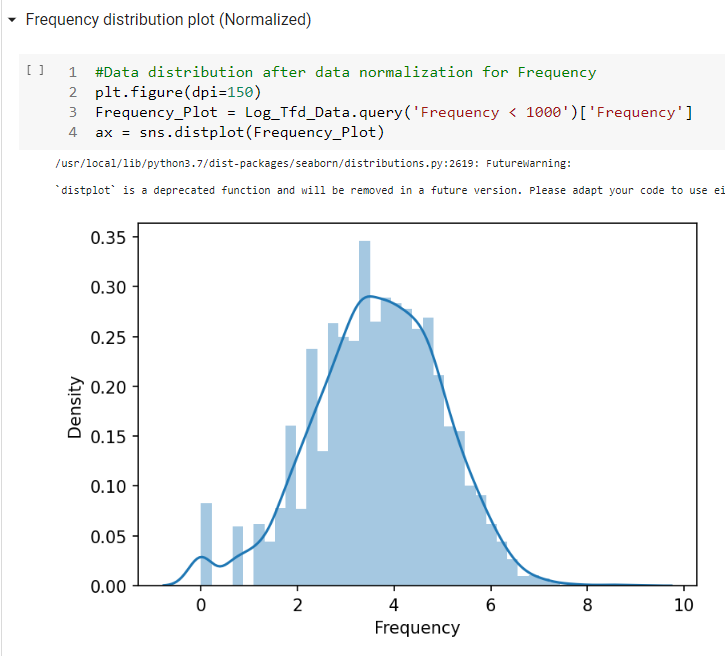 Frequency distribution plot (Normalized)
[ ] 1 #Data distribution after data normalization for Frequency
2 plt.figure(dpi=150)
3 Frequency_Plot = Log_Tfd_Data.query('Frequency < 1000')['Frequency']
4 ax = sns.distplot(Frequency_Plot)
/usr/local/lib/python3.7/dist-packages/seaborn/distributions.py:2619: FutureWarning:
`distplot` is a deprecated function and will be removed in a future version. Please adapt your code to use ei
0.35
0.30
0.25
0.20
0.15
0.10
0.05
0.00
Density
0 2 4 6 8 10
Frequency